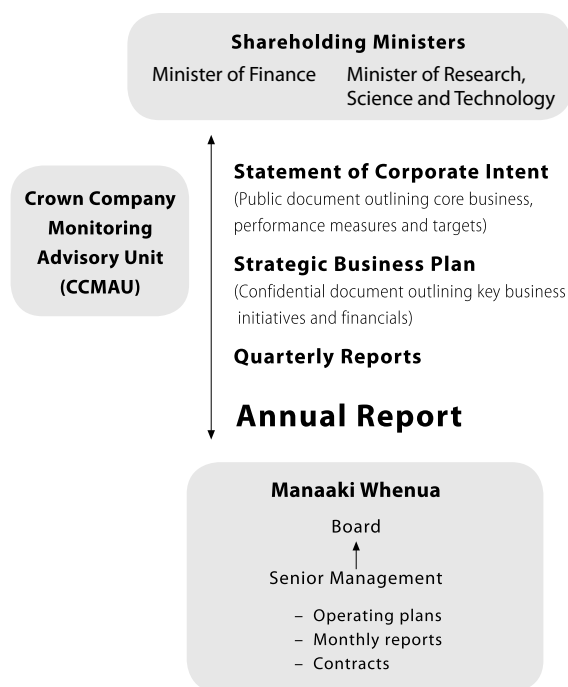 Shareholding Ministers
Minister of Finance
Minister of Research,
Science and Technology
Crown Company
Monitoring
Advisory Unit
(CCMAU)
Statement of Corporate Intent
(Public document outlining core business,
performance measures and targets)
Strategic Business Plan
(Confidential document outlining key business
initiatives and financials)
Quarterly Reports
Annual Report
Manaaki Whenua
Board
Senior Management
– Operating plans
– Monthly reports
– Contracts